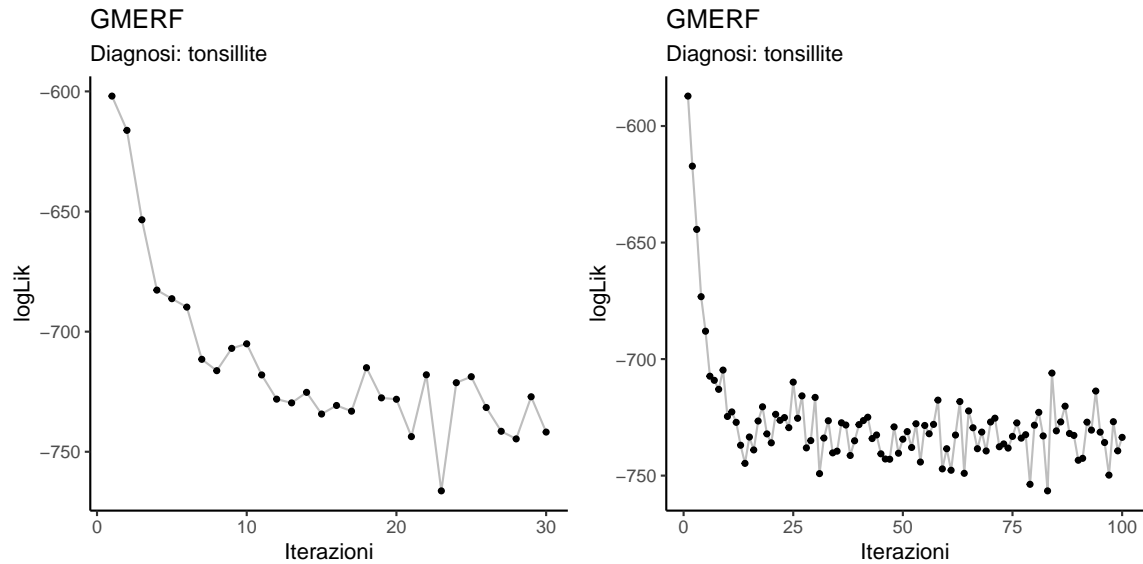 GMERF
Diagnosi: tonsillite
−600
−650
−700
−750
logLik
0 10 20 30
Iterazioni
GMERF
Diagnosi: tonsillite
−600
−650
−700
−750
logLik
0 25 50 75 100
Iterazioni